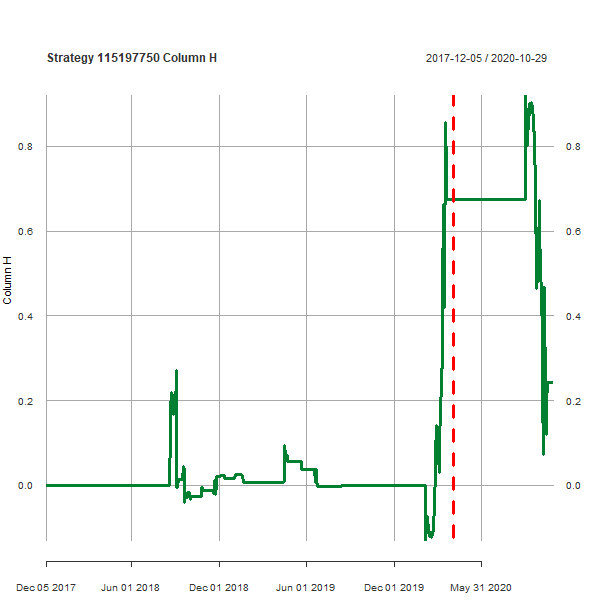 Strategy 115197750 Column H
2017-12-05 / 2020-10-29
Column H
0.8
0.6
0.4
0.2
0.0
0.8
0.6
0.4
0.2
0.0
Dec 05 2017
Jun 01 2018
Dec 01 2018
Jun 01 2019
Dec 01 2019
May 31 2020